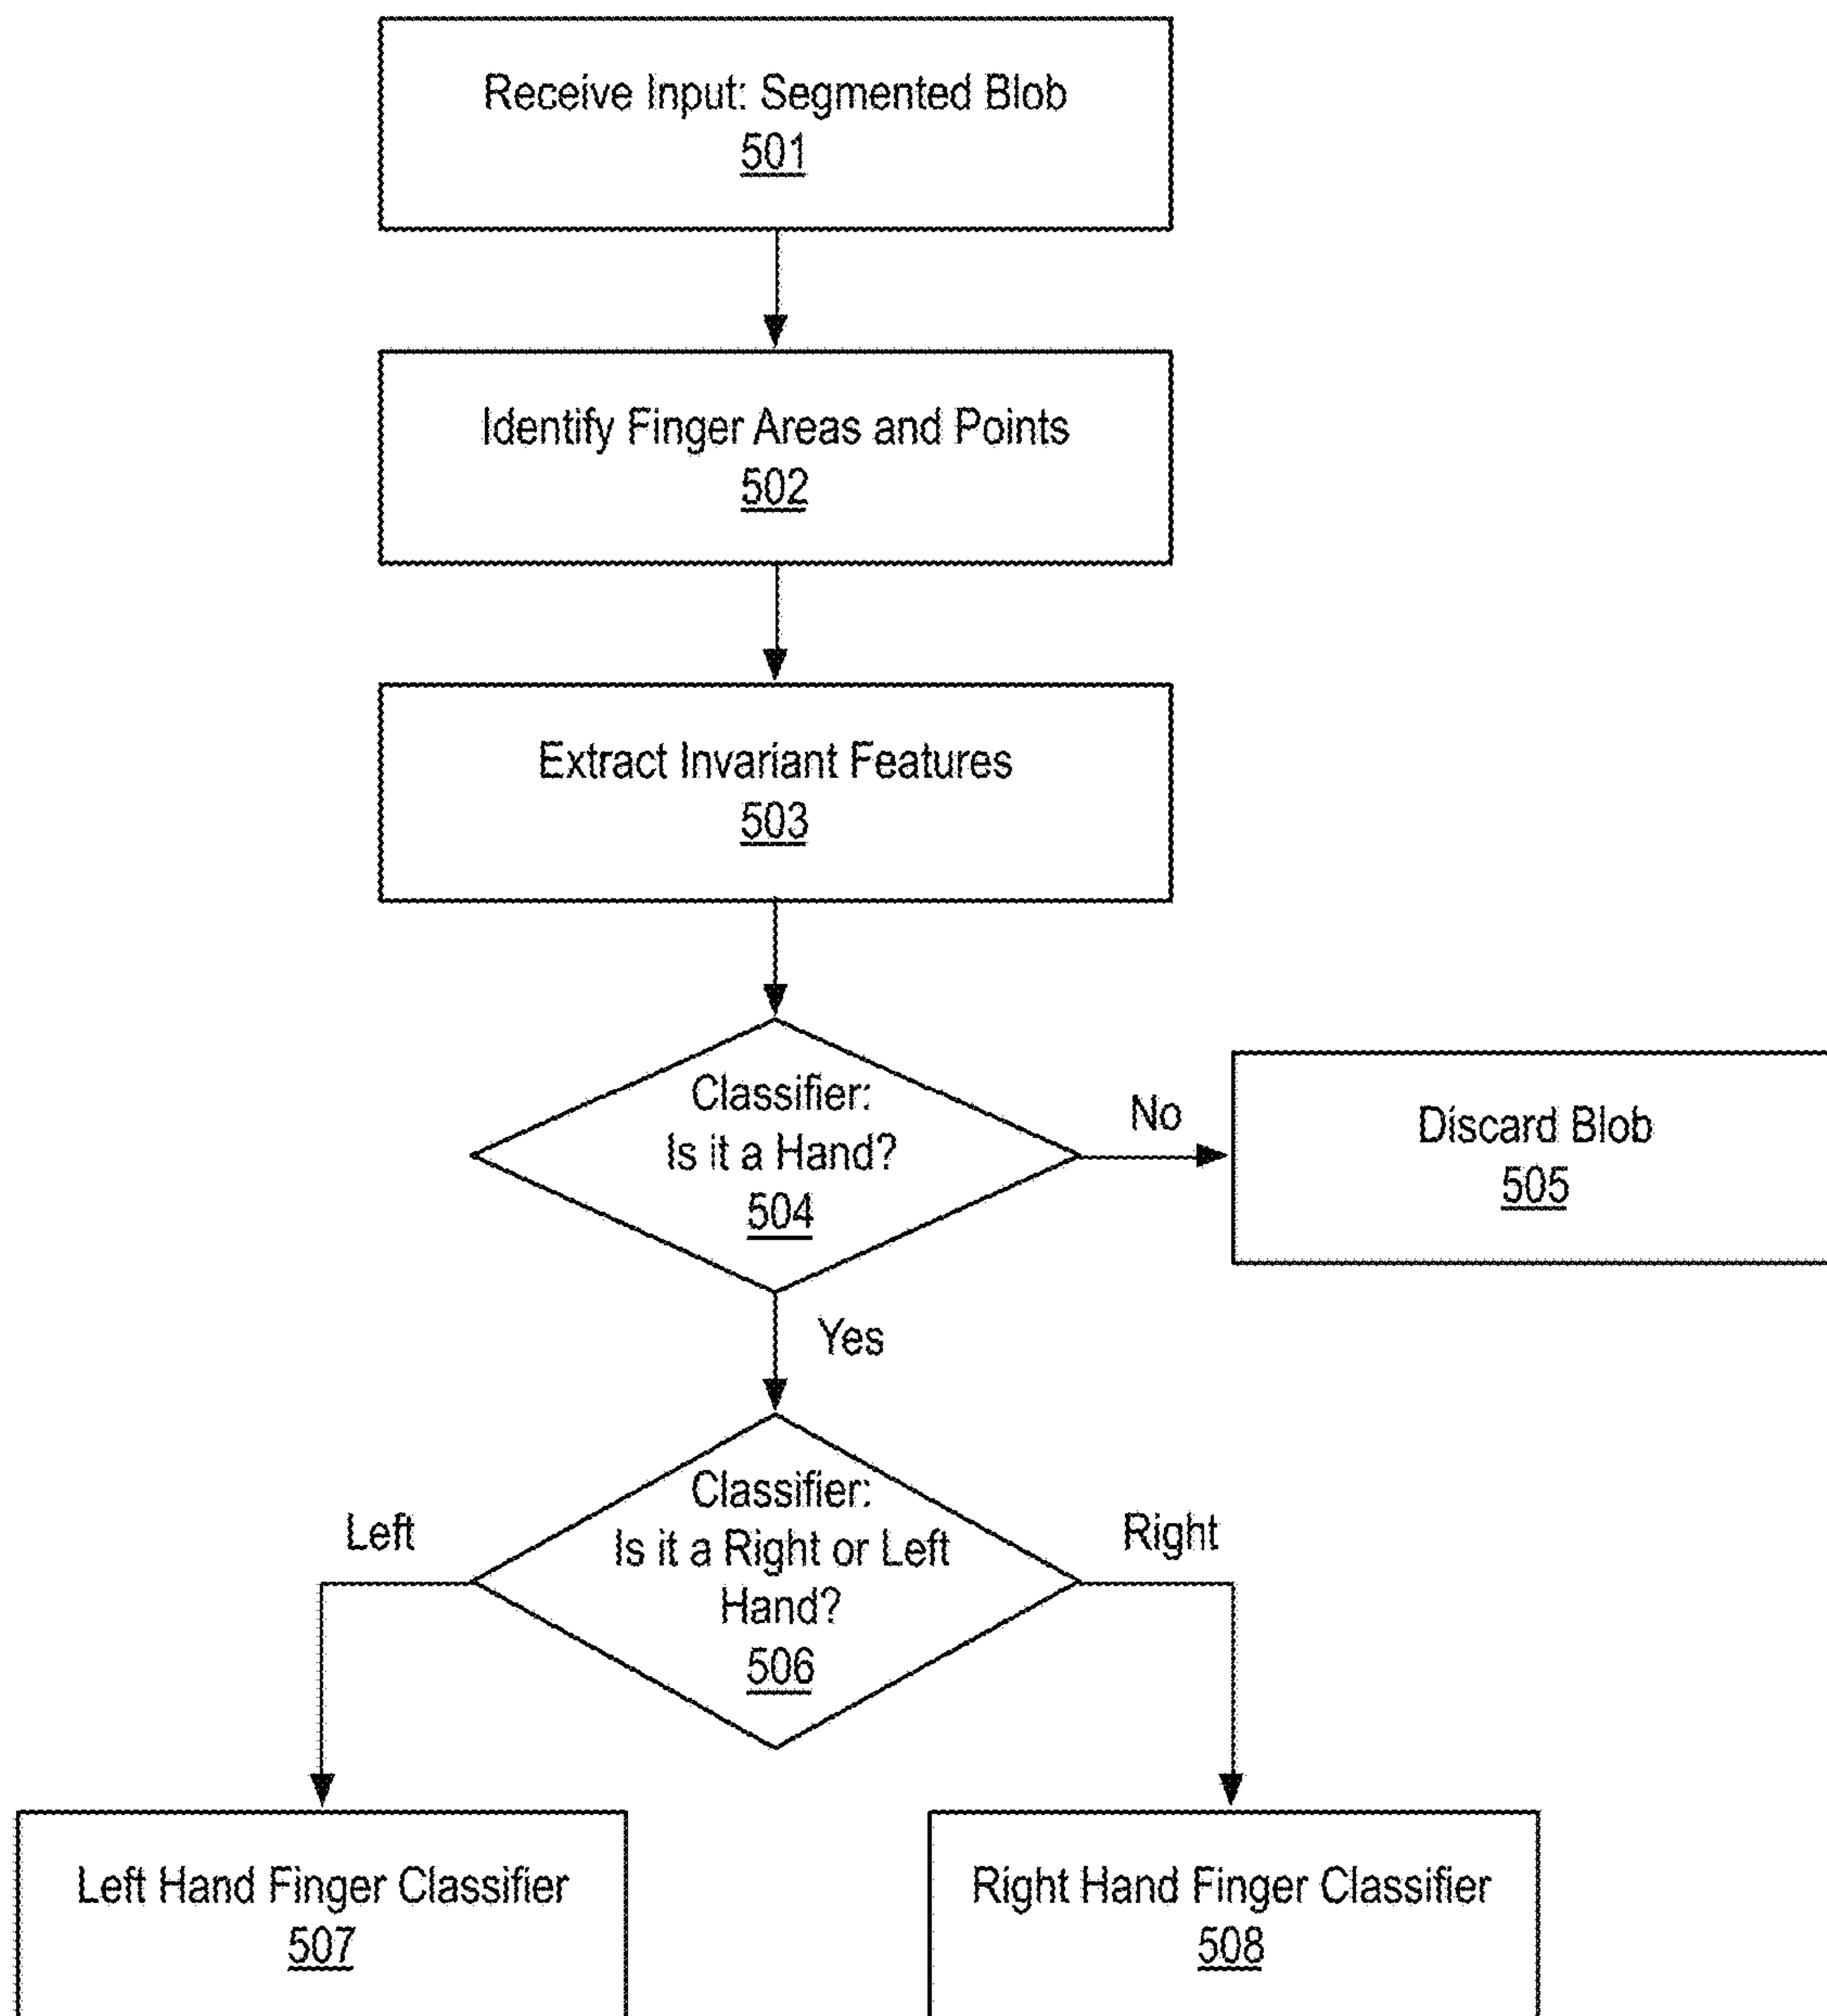 Receive Input: Segmented Blob
501
Identify Finger Areas and Points
502
Extract Invariant Features
503
Classifier:
Is it a Hand?
504
No
Discard Blob
505
Yes
Classifier:
Is it a Right or Left
Hand?
506
Left
Right
Left Hand Finger Classifier
507
Right Hand Finger Classifier
508